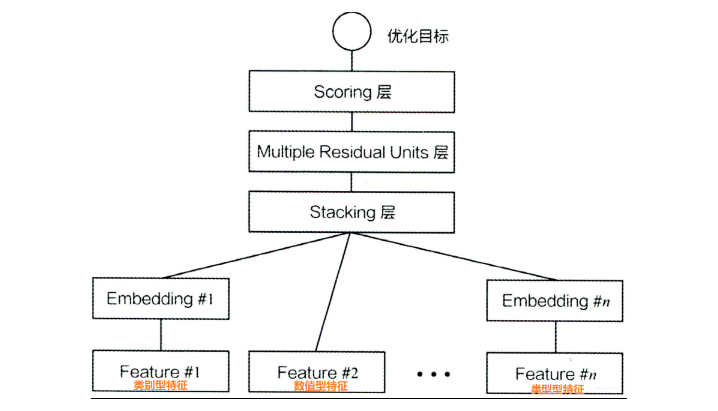 优化目标
Scoring 层
Multiple Residual Units 层
Stacking 层
Embedding #1
Embedding #n
Feature #1
类别型特征
Feature #2
数值型特征
• • •
Feature #n
类型型特征